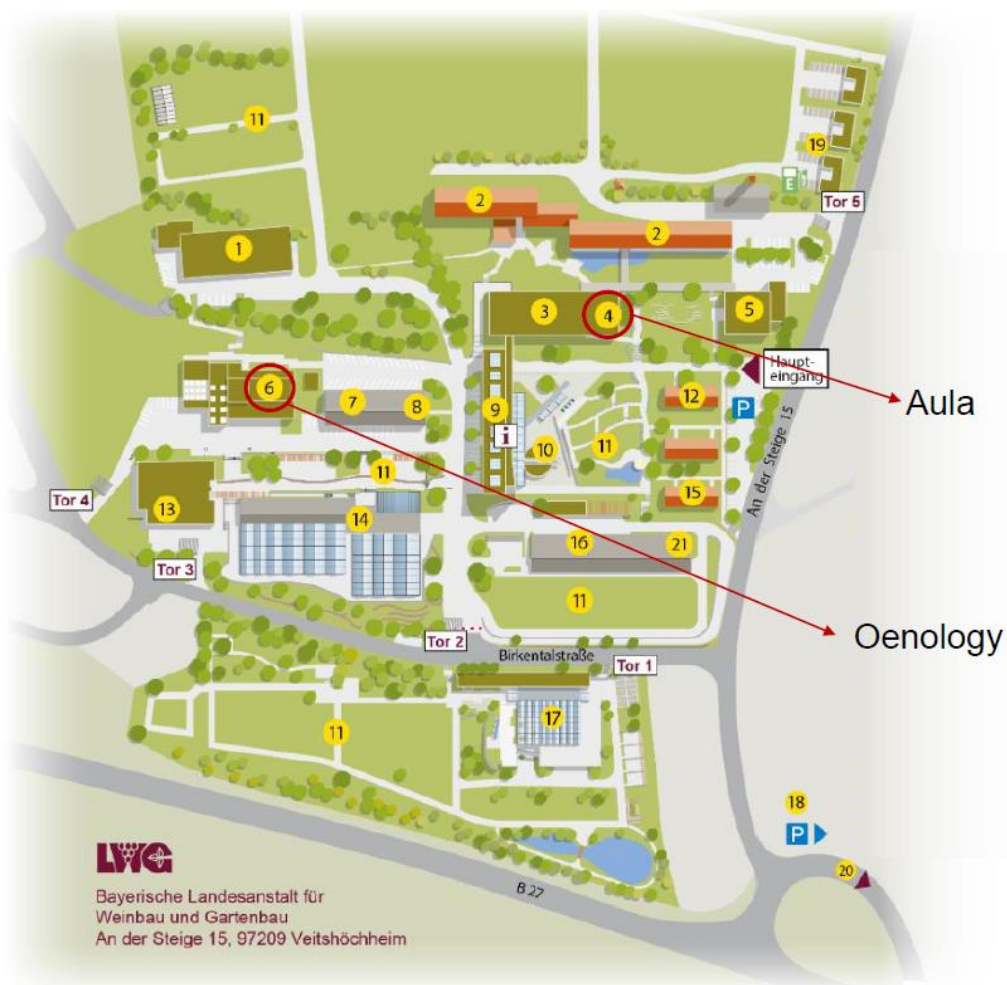 11
19
E
Tor 5
2
2
1
3
4
5
Haupt-
eingang
6
7
8
9
i
10
11
12
P
Aula
An der Steige 15
11
15
Tor 4
13
14
16
21
Tor 3
11
Oenology
Tor 2
Birkentalstraße
Tor 1
11
17
18
P
20
B 27
LWG
Bayerische Landesanstalt für
Weinbau und Gartenbau
An der Steige 15, 97209 Veitshöchheim